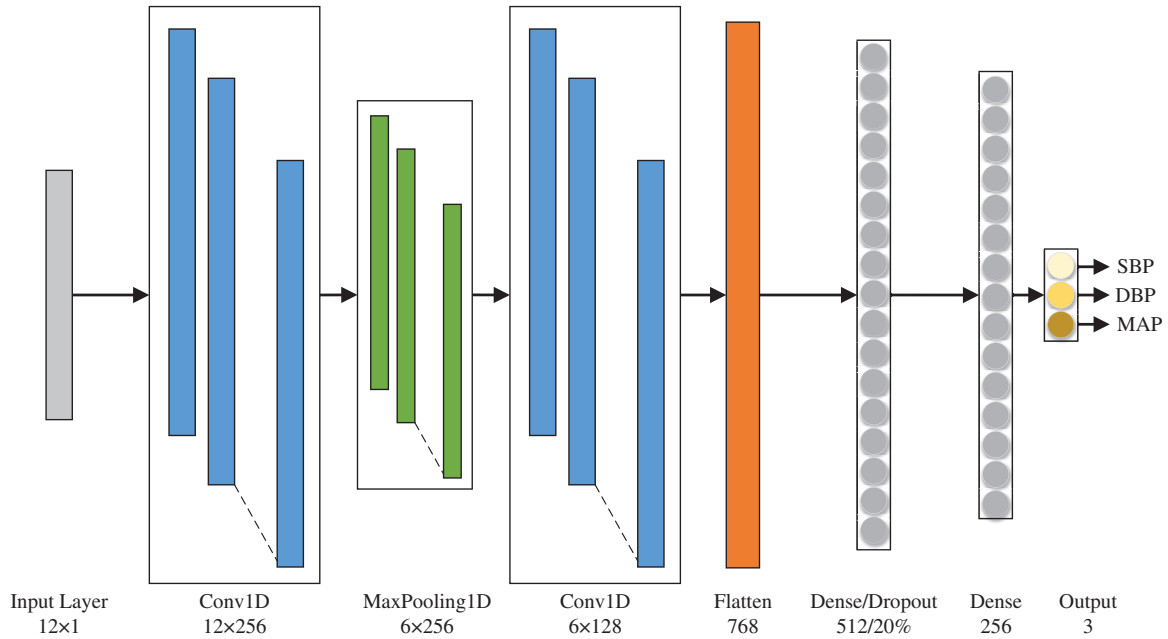 SBP
DBP
MAP
Input Layer
12×1
Conv1D
12×256
MaxPooling1D
6×256
Conv1D
6×128
Flatten
768
Dense/Dropout
512/20%
Dense
256
Output
3